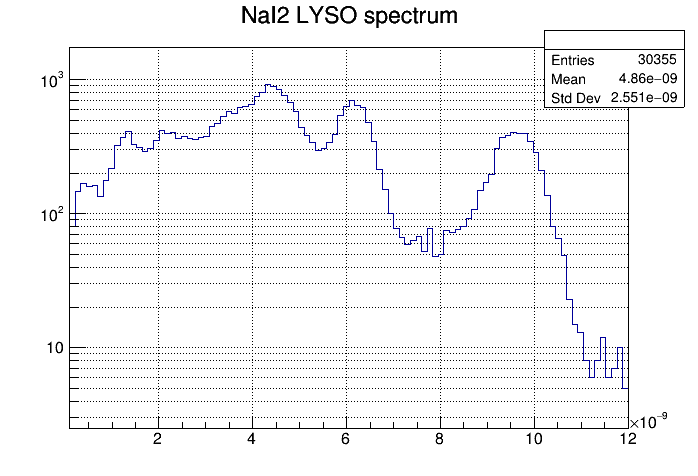 NaI2 LYSO spectrum
Entries 30355
Mean 4.86e−09
Std Dev 2.551e−09
10³
10²
10
2 4 6 8 10 12
×10⁻⁹